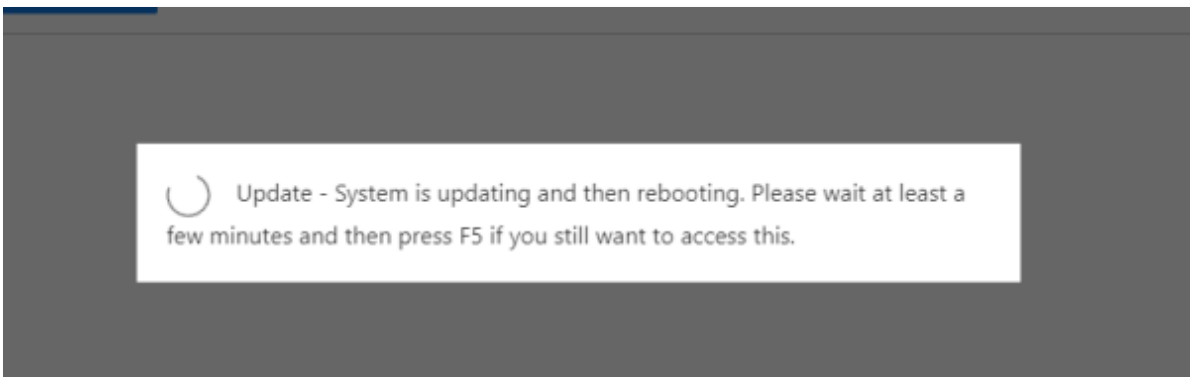 Update - System is updating and then rebooting. Please wait at least a
few minutes and then press F5 if you still want to access this.